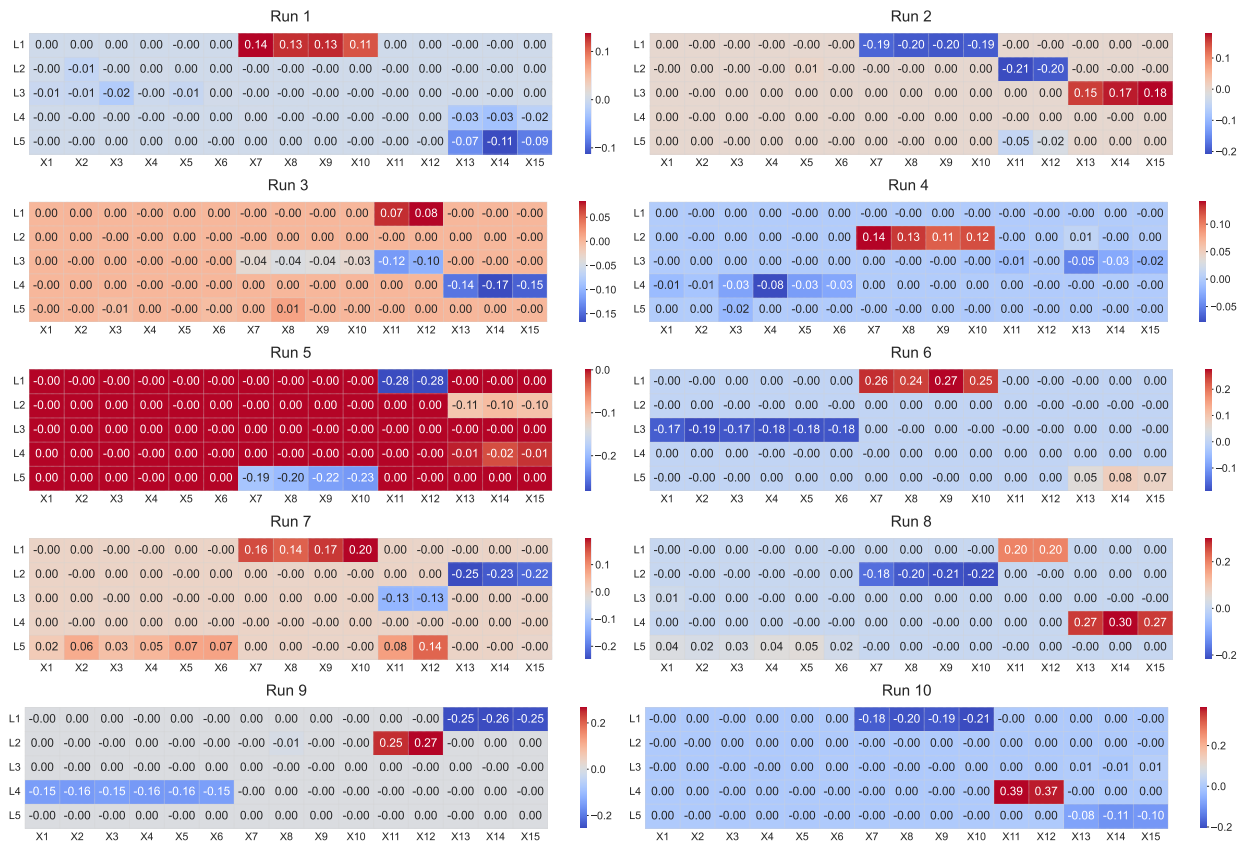 Run 1
L1 0.00 0.00 0.00 0.00 -0.00 0.00 0.14 0.13 0.13 0.11 0.00 0.00 0.00 0.00 0.00
L2 -0.00 -0.01 -0.00 0.00 -0.00 0.00 -0.00 0.00 -0.00 0.00 -0.00 -0.00 -0.00 -0.00 0.00
L3 -0.01 -0.01 -0.02 -0.00 -0.01 -0.00 0.00 0.00 0.00 0.00 -0.00 -0.00 0.00 -0.00 -0.00
L4 -0.00 -0.00 0.00 0.00 0.00 0.00 0.00 0.00 -0.00 -0.00 -0.00 -0.00 -0.03 -0.03 -0.02
L5 0.00 0.00 0.00 -0.00 0.00 -0.00 0.00 0.00 0.00 0.00 0.00 0.00 -0.07 -0.11 -0.09
X1 X2 X3 X4 X5 X6 X7 X8 X9 X10 X11 X12 X13 X14 X15
0.1
0.0
−0.1
Run 2
L1 0.00 0.00 0.00 0.00 0.00 0.00 -0.19 -0.20 -0.20 -0.19 -0.00 -0.00 -0.00 0.00 -0.00
L2 -0.00 0.00 -0.00 -0.00 0.01 -0.00 0.00 -0.00 -0.00 0.00 -0.21 -0.20 -0.00 -0.00 -0.00
L3 0.00 0.00 0.00 0.00 -0.00 0.00 0.00 -0.00 0.00 0.00 0.00 0.00 0.15 0.17 0.18
L4 0.00 0.00 -0.00 0.00 0.00 0.00 0.00 -0.00 0.00 -0.00 -0.00 -0.00 0.00 -0.00 0.00
L5 0.00 -0.00 -0.00 0.00 -0.00 -0.00 0.00 -0.00 0.00 -0.00 -0.05 -0.02 -0.00 -0.00 0.00
X1 X2 X3 X4 X5 X6 X7 X8 X9 X10 X11 X12 X13 X14 X15
0.1
0.0
−0.1
−0.2
Run 3
L1 0.00 0.00 0.00 -0.00 0.00 0.00 0.00 -0.00 -0.00 0.00 0.07 0.08 -0.00 -0.00 -0.00
L2 0.00 0.00 -0.00 -0.00 -0.00 -0.00 -0.00 0.00 0.00 0.00 -0.00 0.00 0.00 -0.00 0.00
L3 0.00 -0.00 0.00 -0.00 0.00 -0.00 -0.04 -0.04 -0.04 -0.03 -0.12 -0.10 -0.00 -0.00 -0.00
L4 0.00 -0.00 0.00 -0.00 0.00 -0.00 0.00 0.00 0.00 0.00 0.00 0.00 -0.14 -0.17 -0.15
L5 -0.00 -0.00 -0.01 -0.00 -0.00 -0.00 0.00 0.01 0.00 0.00 -0.00 -0.00 0.00 -0.00 -0.00
X1 X2 X3 X4 X5 X6 X7 X8 X9 X10 X11 X12 X13 X14 X15
0.05
0.00
−0.05
−0.10
−0.15
Run 4
L1 0.00 -0.00 0.00 0.00 -0.00 0.00 0.00 0.00 -0.00 0.00 -0.00 -0.00 0.00 0.00 -0.00
L2 0.00 0.00 0.00 0.00 0.00 0.00 0.14 0.13 0.11 0.12 -0.00 0.00 0.01 -0.00 0.00
L3 0.00 -0.00 0.00 -0.00 0.00 -0.00 -0.00 0.00 0.00 -0.00 -0.01 -0.00 -0.05 -0.03 -0.02
L4 -0.01 -0.01 -0.03 -0.08 -0.03 -0.03 0.00 0.00 0.00 0.00 0.00 0.00 -0.00 0.00 -0.00
L5 0.00 0.00 -0.02 0.00 -0.00 -0.00 0.00 -0.00 0.00 -0.00 -0.00 0.00 -0.00 -0.00 0.00
X1 X2 X3 X4 X5 X6 X7 X8 X9 X10 X11 X12 X13 X14 X15
0.10
0.05
0.00
−0.05
Run 5
L1 -0.00 -0.00 -0.00 -0.00 -0.00 -0.00 -0.00 -0.00 -0.00 -0.00 -0.28 -0.28 -0.00 -0.00 0.00
L2 -0.00 0.00 0.00 -0.00 0.00 0.00 0.00 0.00 -0.00 -0.00 0.00 0.00 -0.11 -0.10 -0.10
L3 0.00 0.00 -0.00 -0.00 0.00 -0.00 0.00 -0.00 0.00 -0.00 0.00 -0.00 0.00 -0.00 0.00
L4 0.00 0.00 0.00 -0.00 0.00 0.00 -0.00 0.00 0.00 -0.00 0.00 -0.00 -0.01 -0.02 -0.01
L5 0.00 0.00 0.00 0.00 0.00 0.00 -0.19 -0.20 -0.22 -0.23 0.00 0.00 0.00 0.00 0.00
X1 X2 X3 X4 X5 X6 X7 X8 X9 X10 X11 X12 X13 X14 X15
0.0
−0.1
−0.2
Run 6
L1 -0.00 0.00 -0.00 0.00 -0.00 -0.00 0.26 0.24 0.27 0.25 -0.00 -0.00 -0.00 -0.00 0.00
L2 -0.00 -0.00 0.00 0.00 -0.00 -0.00 0.00 -0.00 -0.00 -0.00 0.00 0.00 -0.00 -0.00 0.00
L3 -0.17 -0.19 -0.17 -0.18 -0.18 -0.18 0.00 0.00 0.00 0.00 -0.00 -0.00 0.00 -0.00 -0.00
L4 0.00 0.00 -0.00 0.00 0.00 0.00 -0.00 -0.00 -0.00 0.00 0.00 -0.00 0.00 -0.00 0.00
L5 0.00 -0.00 0.00 0.00 0.00 -0.00 0.00 0.00 0.00 -0.00 0.00 0.00 0.05 0.08 0.07
X1 X2 X3 X4 X5 X6 X7 X8 X9 X10 X11 X12 X13 X14 X15
0.2
0.1
0.0
−0.1
Run 7
L1 -0.00 0.00 -0.00 -0.00 0.00 -0.00 0.16 0.14 0.17 0.20 0.00 0.00 -0.00 -0.00 -0.00
L2 0.00 -0.00 0.00 0.00 0.00 -0.00 -0.00 -0.00 -0.00 -0.00 0.00 0.00 -0.25 -0.23 -0.22
L3 0.00 -0.00 -0.00 0.00 -0.00 0.00 0.00 -0.00 -0.00 0.00 -0.13 -0.13 -0.00 0.00 0.00
L4 0.00 0.00 -0.00 -0.00 0.00 -0.00 0.00 -0.00 -0.00 0.00 -0.00 0.00 -0.00 0.00 -0.00
L5 0.02 0.06 0.03 0.05 0.07 0.07 0.00 0.00 -0.00 -0.00 0.08 0.14 -0.00 -0.00 -0.00
X1 X2 X3 X4 X5 X6 X7 X8 X9 X10 X11 X12 X13 X14 X15
0.1
0.0
−0.1
−0.2
Run 8
L1 0.00 -0.00 -0.00 -0.00 0.00 -0.00 0.00 -0.00 -0.00 -0.00 0.20 0.20 0.00 0.00 0.00
L2 -0.00 0.00 -0.00 -0.00 -0.00 0.00 -0.18 -0.20 -0.21 -0.22 -0.00 0.00 0.00 0.00 0.00
L3 0.01 -0.00 -0.00 -0.00 0.00 0.00 0.00 0.00 0.00 -0.00 -0.00 -0.00 0.00 0.00 0.00
L4 -0.00 0.00 -0.00 0.00 0.00 -0.00 0.00 -0.00 -0.00 0.00 0.00 0.00 0.27 0.30 0.27
L5 0.04 0.02 0.03 0.04 0.05 0.02 -0.00 -0.00 0.00 -0.00 0.00 0.00 -0.00 -0.00 -0.00
X1 X2 X3 X4 X5 X6 X7 X8 X9 X10 X11 X12 X13 X14 X15
0.2
0.0
−0.2
Run 9
L1 -0.00 0.00 0.00 -0.00 0.00 -0.00 0.00 -0.00 0.00 -0.00 0.00 -0.00 -0.25 -0.26 -0.25
L2 0.00 -0.00 -0.00 -0.00 0.00 -0.00 -0.00 -0.01 -0.00 -0.00 0.25 0.27 -0.00 0.00 -0.00
L3 0.00 -0.00 0.00 -0.00 0.00 -0.00 -0.00 -0.00 0.00 -0.00 0.00 0.00 -0.00 0.00 0.00
L4 -0.15 -0.16 -0.15 -0.16 -0.16 -0.15 -0.00 0.00 0.00 0.00 0.00 0.00 -0.00 -0.00 -0.00
L5 0.00 0.00 -0.00 -0.00 0.00 -0.00 -0.00 0.00 -0.00 0.00 0.00 0.00 -0.00 0.00 0.00
X1 X2 X3 X4 X5 X6 X7 X8 X9 X10 X11 X12 X13 X14 X15
0.2
0.0
−0.2
Run 10
L1 0.00 0.00 -0.00 0.00 -0.00 -0.00 -0.18 -0.20 -0.19 -0.21 -0.00 0.00 0.00 -0.00 0.00
L2 -0.00 -0.00 0.00 -0.00 0.00 0.00 0.00 -0.00 0.00 0.00 0.00 -0.00 0.00 0.00 -0.00
L3 -0.00 0.00 0.00 0.00 -0.00 -0.00 0.00 -0.00 0.00 -0.00 0.00 0.00 0.01 -0.01 0.01
L4 0.00 -0.00 0.00 -0.00 0.00 0.00 0.00 0.00 0.00 0.00 0.39 0.37 -0.00 0.00 0.00
L5 0.00 0.00 -0.00 -0.00 -0.00 0.00 -0.00 0.00 0.00 -0.00 0.00 0.00 -0.08 -0.11 -0.10
X1 X2 X3 X4 X5 X6 X7 X8 X9 X10 X11 X12 X13 X14 X15
0.2
0.0
−0.2